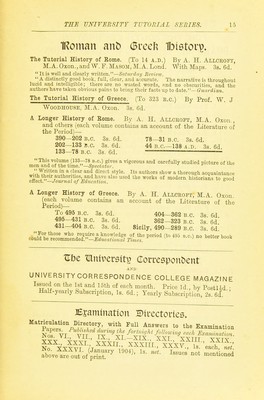 THE UNIVERSITY TUTORIAL SERIES. 15
Roman and Greek History.
The Tutorial History of Rome. (To 14 A.D.) By A. H. ALLCROFT,
M.A. Oxon., and W. F. MASOM, M.A. Lond. With Maps. 3s. 6d.
"It is well and clearly written."—Saturday Review.
"A distinctly good book, full, clear, and accurate. The narrative is throughout
lucid and intelligible; there are no wasted words, and no obscurities, and the
authors have taken obvious pains to bring their facts up to date."—Guardian.
The Tutorial History of Greece. (To 323 B.C.) By Prof. W. J
WOODHOUSE, M.A. Oxon. 3s. 6d.
A Longer History of Rome. By A. H. ALLCROFT, M.A. OXON.,
and others (each volume contains an account of the Literature of
the Period)—
390—202 B.C. 3s. 6d. 78—31 B.C. 3s. 6d.
202—133 B.C. 3s. 6d. 44 B.C.—138 A.D. 3s. 6d.
133—78 B.C. 3s. 6d.
"This volume (133-78 B.C.) gives a vigorous and carefully studied picture of the
men and of the time."—Spectator.
"Written in a clear and direct style. Its authors show a thorough acquaintance
with their authorities, and have also used the works of modern historians to good
effect."—Journal of Education.
A Longer History of Greece. By A. H. ALLCROFT, M.A. OXON.
(each volume contains an account of the Literature of the
Period)—
To 495 B.C. 3s. 6d. 404—362 B.C. 3s. 6d.
495—431 B.C. 3s. 6d. 362—323 B.C. 3s. 6d.
431—404 B.C. 3s. 6d. Sicily, 490—289 B.C. 3s. 6d.
"For those who require a knowledge of the period (to 495 B.C.) no better book
could be recommended."—Educational Times.
The University Correspondent
AND
UNIVERSITY CORRESPONDENCE COLLEGE MAGAZINE
Issued on the 1st and 15th of each month. Price 1d., by Post 1½d.;
Half-yearly Subscription, 1s. 6d.; Yearly Subscription, 2s. 6d.
Examination Directories.
Matriculation Directory, with Full Answers to the Examination
Papers. Published during the fortnight following each Examination.
Nos. VI., VII., IX., XI.—XIX., XXI., XXIII., XXIX.,
XXX., XXXI., XXXII., XXXIII., XXXV., 1s. each, net.
No. XXXVI. (January 1904), 1s. net. Issues not mentioned
above are out of print.